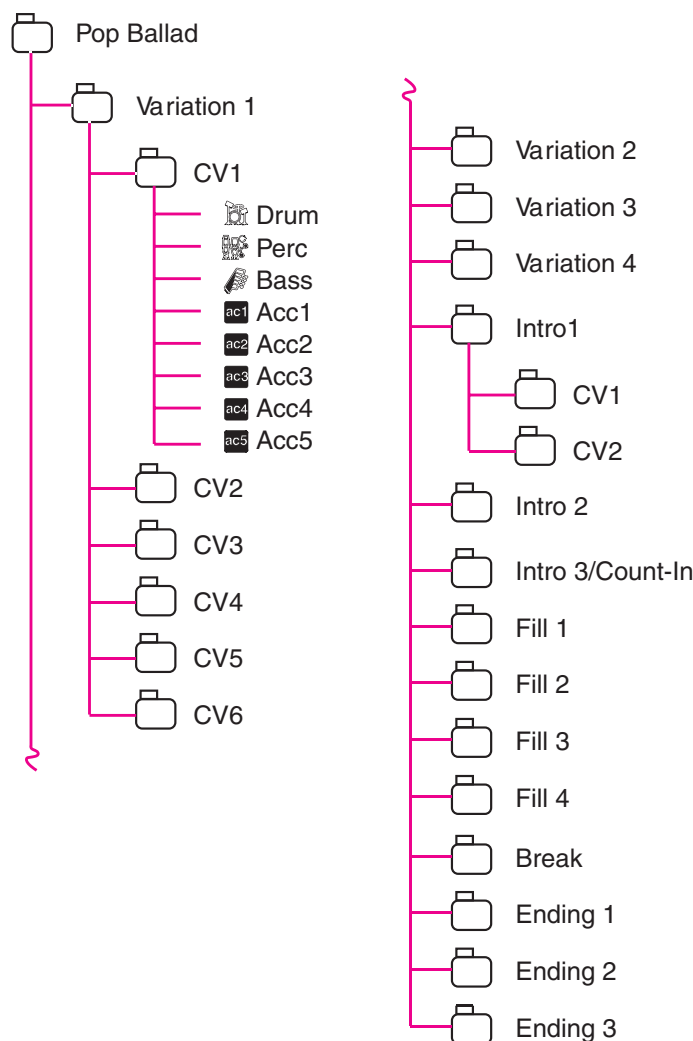 Pop Ballad
Variation 1
CV1
Drum
Perc
Bass
ac1 Acc1
ac2 Acc2
ac3 Acc3
ac4 Acc4
ac5 Acc5
CV2
CV3
CV4
CV5
CV6
Variation 2
Variation 3
Variation 4
Intro1
CV1
CV2
Intro 2
Intro 3/Count-In
Fill 1
Fill 2
Fill 3
Fill 4
Break
Ending 1
Ending 2
Ending 3